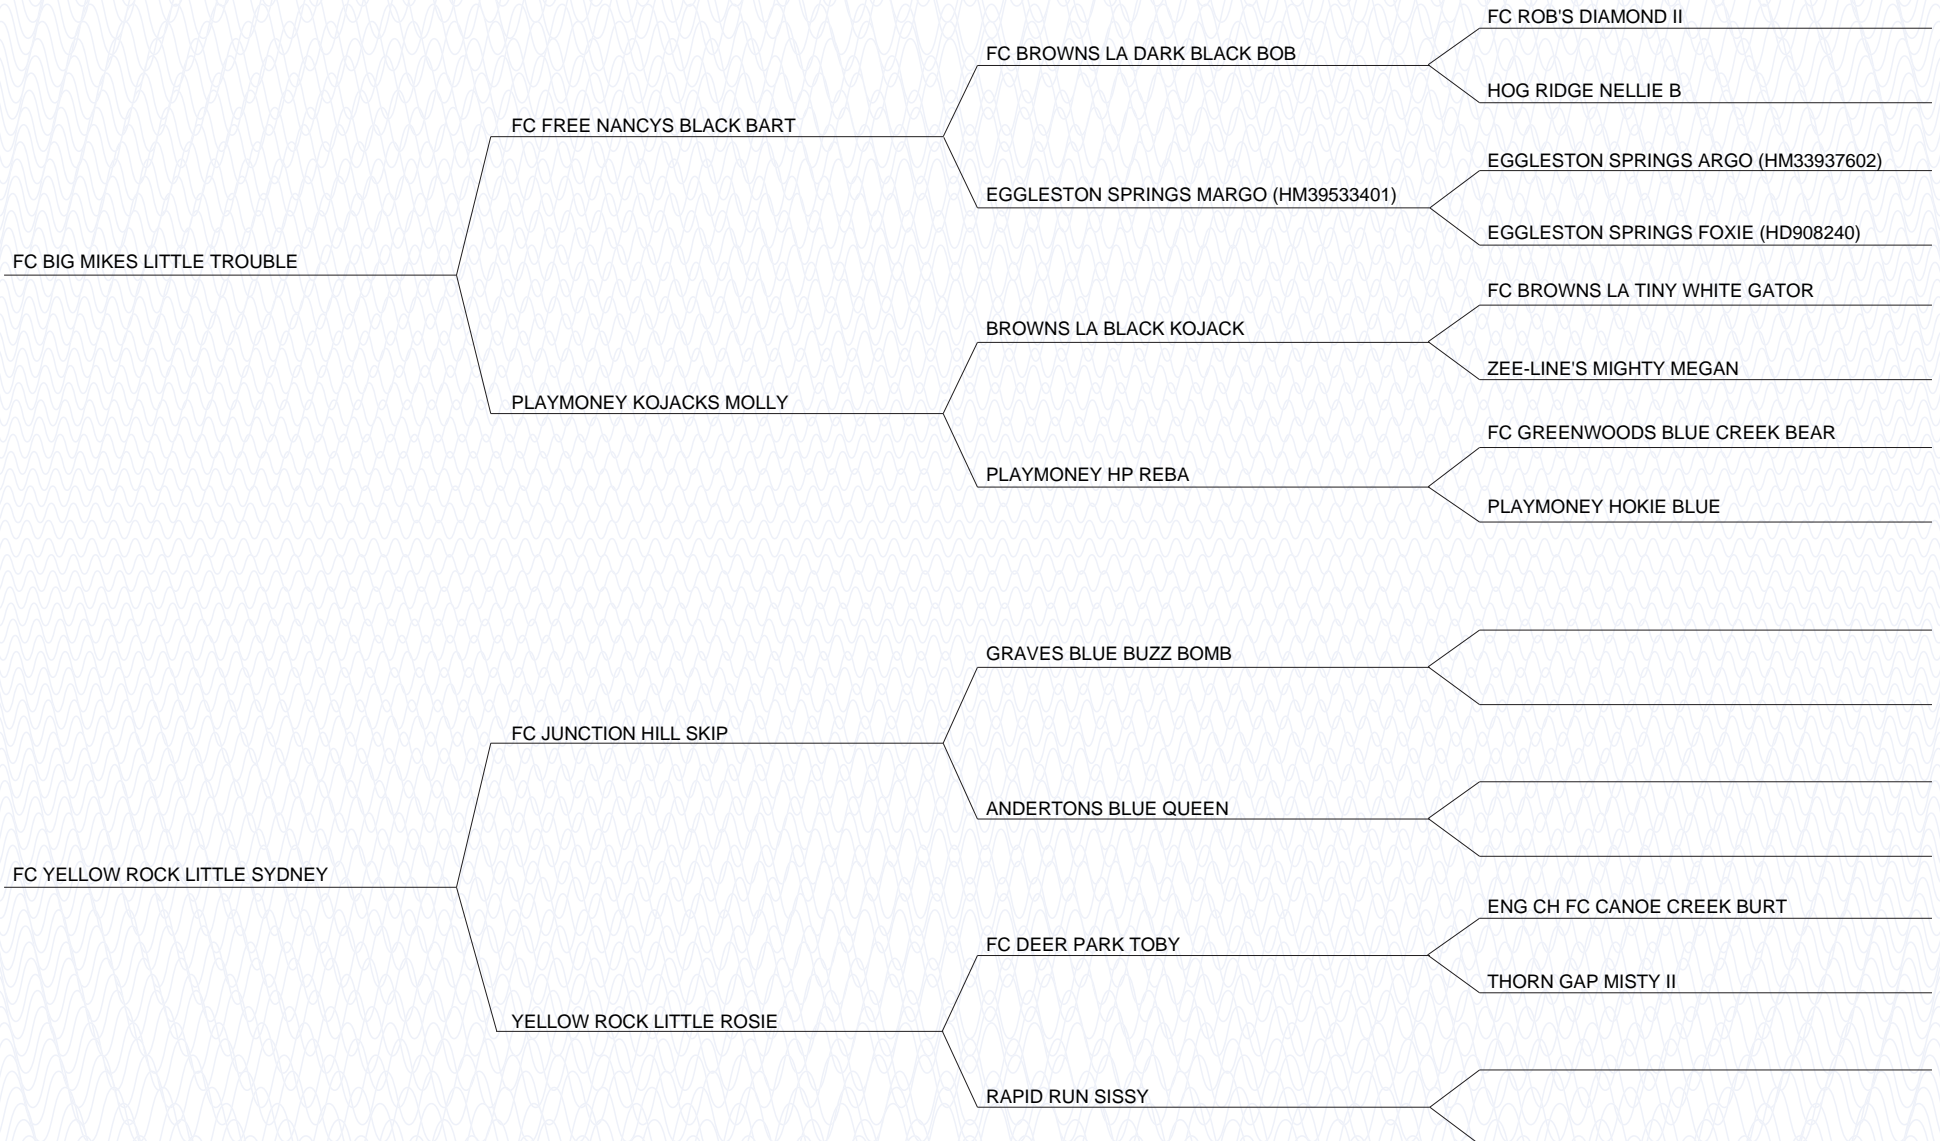 FC ROB'S DIAMOND II
FC BROWNS LA DARK BLACK BOB
HOG RIDGE NELLIE B
FC FREE NANCYS BLACK BART
EGGLESTON SPRINGS ARGO (HM33937602)
EGGLESTON SPRINGS MARGO (HM39533401)
EGGLESTON SPRINGS FOXIE (HD908240)
FC BIG MIKES LITTLE TROUBLE
FC BROWNS LA TINY WHITE GATOR
BROWNS LA BLACK KOJACK
ZEE-LINE'S MIGHTY MEGAN
PLAYMONEY KOJACKS MOLLY
FC GREENWOODS BLUE CREEK BEAR
PLAYMONEY HP REBA
PLAYMONEY HOKIE BLUE
GRAVES BLUE BUZZ BOMB
FC JUNCTION HILL SKIP
ANDERTONS BLUE QUEEN
FC YELLOW ROCK LITTLE SYDNEY
ENG CH FC CANOE CREEK BURT
FC DEER PARK TOBY
THORN GAP MISTY II
YELLOW ROCK LITTLE ROSIE
RAPID RUN SISSY